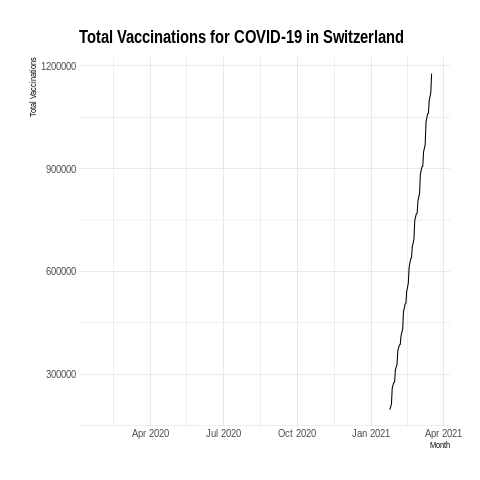 Total Vaccinations for COVID-19 in Switzerland
Total Vaccinations
1200000
900000
600000
300000
Apr 2020 Jul 2020 Oct 2020 Jan 2021 Apr 2021
Month